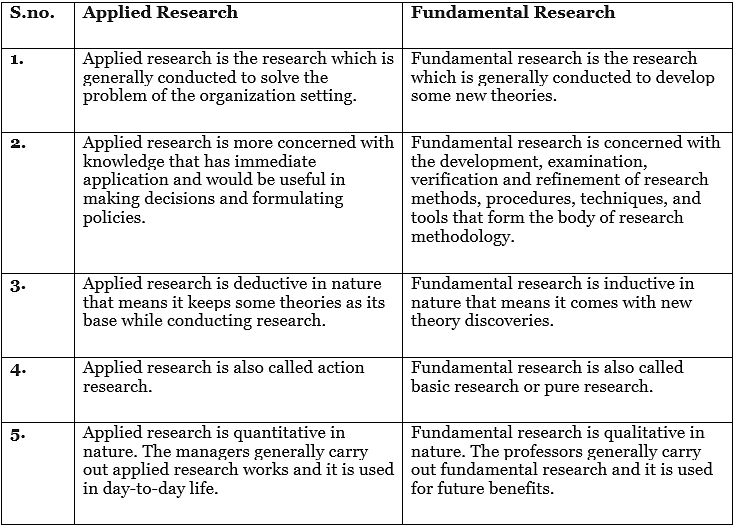 S.no. Applied Research Fundamental Research
1. Applied research is the research which is
generally conducted to solve the
problem of the organization setting.
Fundamental research is the research
which is generally conducted to develop
some new theories.
2. Applied research is more concerned with
knowledge that has immediate
application and would be useful in
making decisions and formulating
policies.
Fundamental research is concerned with
the development, examination,
verification and refinement of research
methods, procedures, techniques, and
tools that form the body of research
methodology.
3. Applied research is deductive in nature
that means it keeps some theories as its
base while conducting research.
Fundamental research is inductive in
nature that means it comes with new
theory discoveries.
4. Applied research is also called action
research.
Fundamental research is also called
basic research or pure research.
5. Applied research is quantitative in
nature. The managers generally carry
out applied research works and it is used
in day-to-day life.
Fundamental research is qualitative in
nature. The professors generally carry
out fundamental research and it is used
for future benefits.